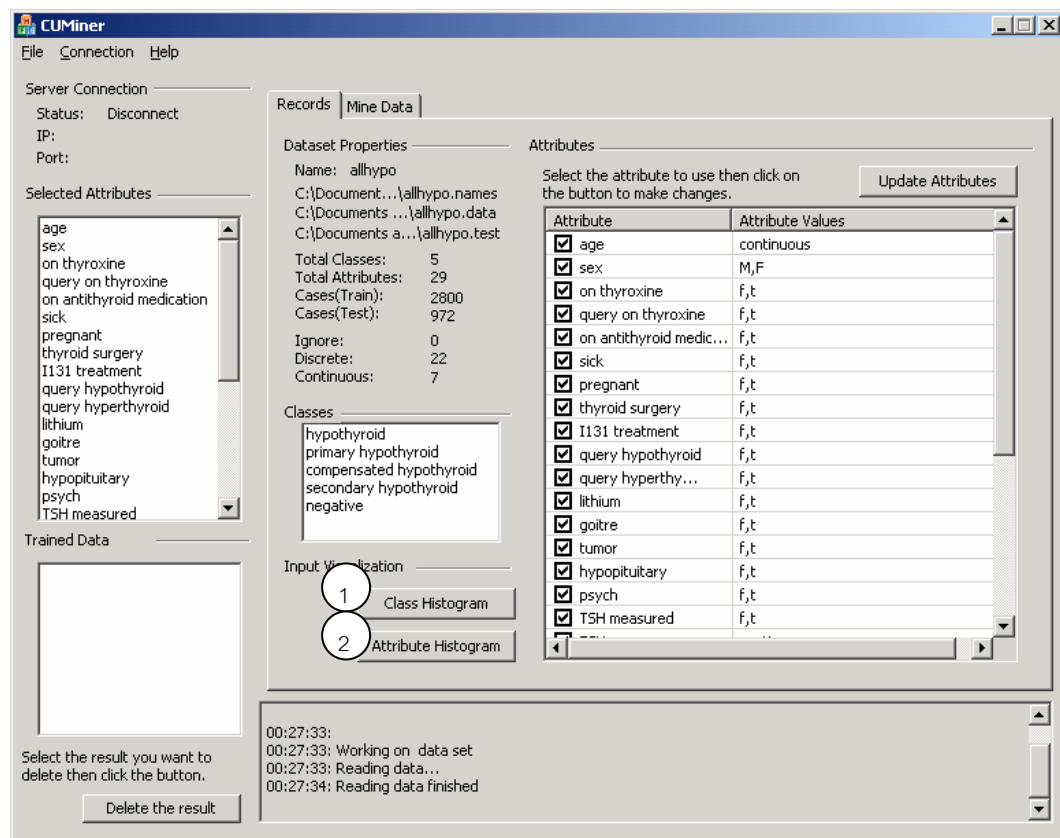 CUMiner
File Connection Help
Server Connection
Status: Disconnect
IP:
Port:
Selected Attributes
age
sex
on thyroxine
query on thyroxine
on antithyroid medication
sick
pregnant
thyroid surgery
I131 treatment
query hypothyroid
query hyperthyroid
lithium
goitre
tumor
hypopituitary
psych
TSH measured
Trained Data
Select the result you want to
delete then click the button.
Delete the result
Records Mine Data
Dataset Properties
Name: allhypo
C:\Document...\allhypo.names
C:\Documents ...\allhypo.data
C:\Documents a...\allhypo.test
Total Classes: 5
Total Attributes: 29
Cases(Train): 2800
Cases(Test): 972
Ignore: 0
Discrete: 22
Continuous: 7
Classes
hypothyroid
primary hypothyroid
compensated hypothyroid
secondary hypothyroid
negative
Input Visualization
1 Class Histogram
2 Attribute Histogram
Attributes
Select the attribute to use then click on
the button to make changes.
Update Attributes
Attribute Attribute Values
age continuous
sex M,F
on thyroxine f,t
query on thyroxine f,t
on antithyroid medic... f,t
sick f,t
pregnant f,t
thyroid surgery f,t
I131 treatment f,t
query hypothyroid f,t
query hyperthy... f,t
lithium f,t
goitre f,t
tumor f,t
hypopituitary f,t
psych f,t
TSH measured f,t
00:27:33:
00:27:33: Working on data set
00:27:33: Reading data...
00:27:34: Reading data finished